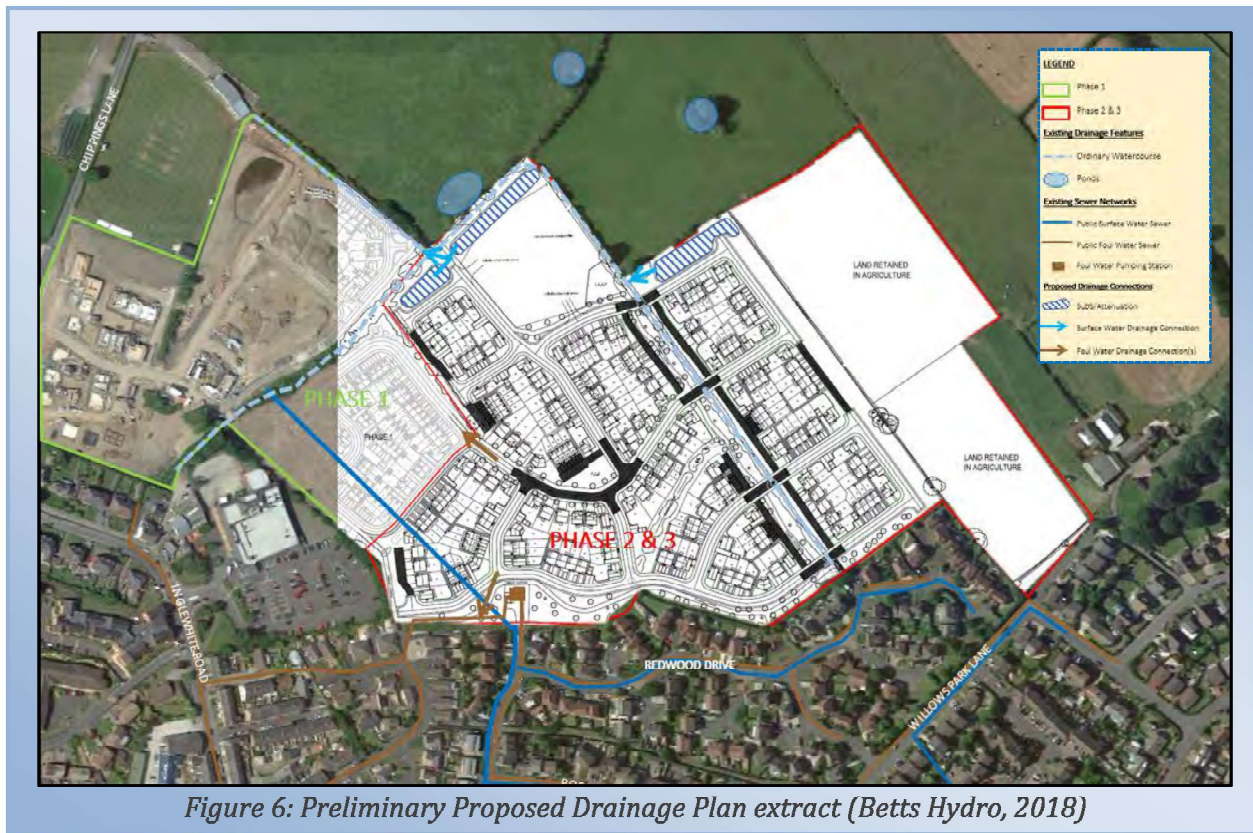 CHIPPINGS LANE
LEGEND
Phase 1
Phase 2 & 3
Existing Drainage Features
Ordinary Watercourse
Ponds
Existing Sewer Networks
Public Surface Water Sewer
Public Foul Water Sewer
Foul Water Pumping Station
Proposed Drainage Connections
SuDS/Attenuation
Surface Water Drainage Connection
Foul Water Drainage Connection(s)
LAND RETAINED
IN AGRICULTURE
PHASE 1
PHASE 1
LAND RETAINED
IN AGRICULTURE
PHASE 2 & 3
INGLEWHITE ROAD
REDWOOD DRIVE
WILLOWS PARK LANE
Figure 6: Preliminary Proposed Drainage Plan extract (Betts Hydro, 2018)